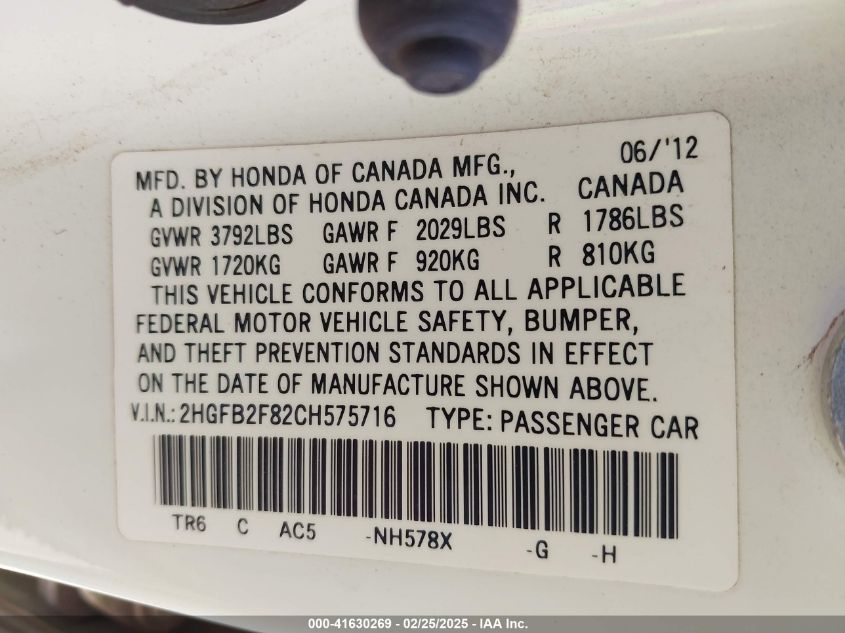 06/'12
MFD. BY HONDA OF CANADA MFG.,
A DIVISION OF HONDA CANADA INC. CANADA
GVWR 3792LBS GAWR F 2029LBS R 1786LBS
GVWR 1720KG GAWR F 920KG R 810KG
THIS VEHICLE CONFORMS TO ALL APPLICABLE
FEDERAL MOTOR VEHICLE SAFETY, BUMPER,
AND THEFT PREVENTION STANDARDS IN EFFECT
ON THE DATE OF MANUFACTURE SHOWN ABOVE.
V.I.N.: 2HGFB2F82CH575716 TYPE: PASSENGER CAR
TR6 C AC5 -NH578X -G -H
000-41630269 - 02/25/2025 - IAA Inc.